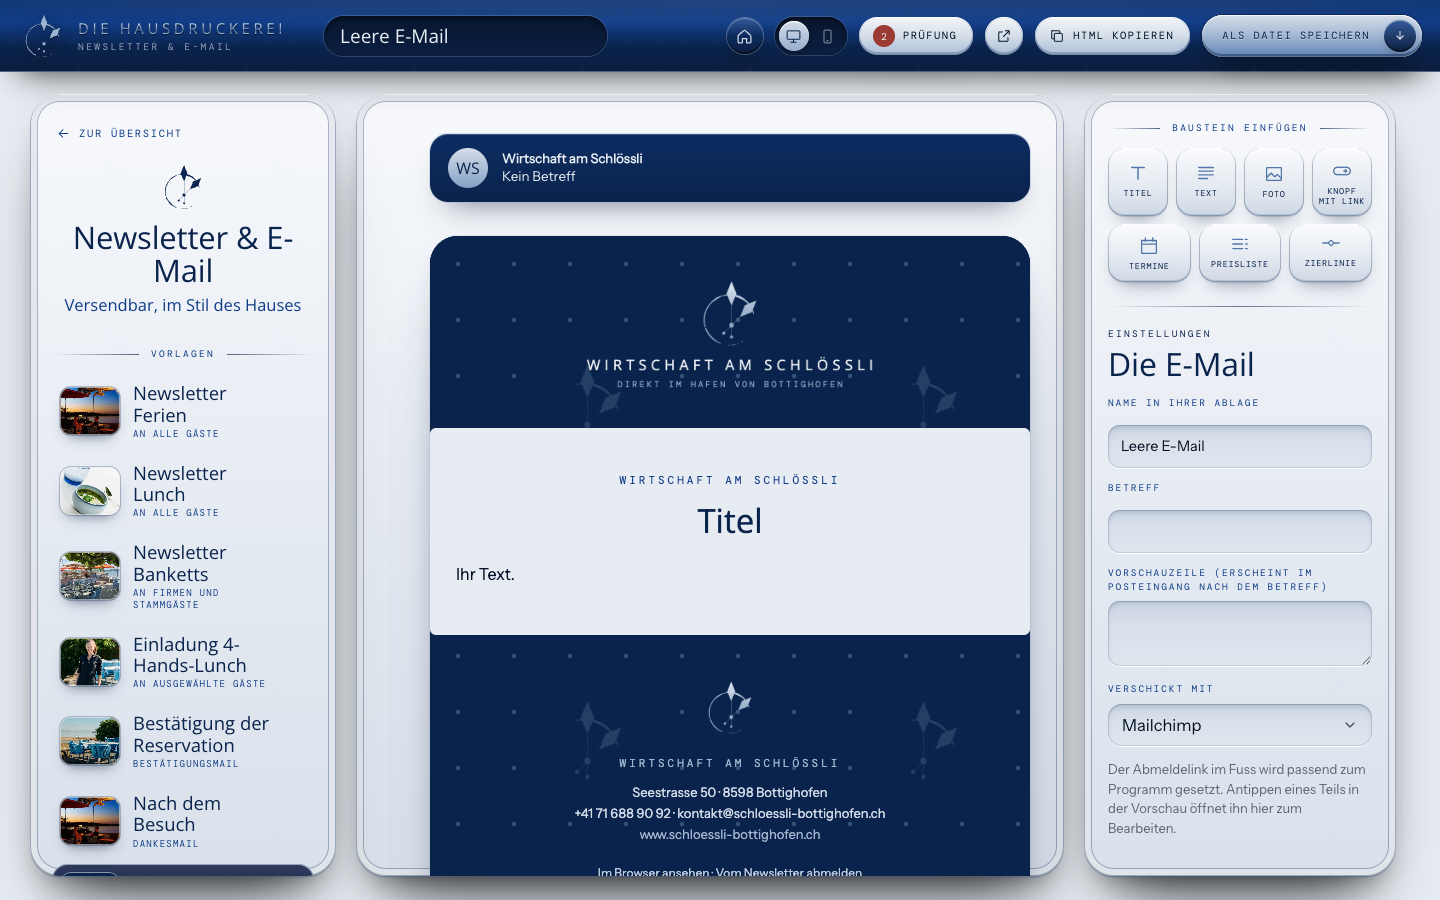 DIE HAUSDRUCKEREI
NEWSLETTER & E-MAIL
Leere E-Mail
2 PRÜFUNG
HTML KOPIEREN
ALS DATEI SPEICHERN
← ZUR ÜBERSICHT
Newsletter & E-
Mail
Versendbar, im Stil des Hauses
VORLAGEN
Newsletter
Ferien
AN ALLE GÄSTE
Newsletter
Lunch
AN ALLE GÄSTE
Newsletter
Banketts
AN FIRMEN UND
STAMMGÄSTE
Einladung 4-
Hands-Lunch
AN AUSGEWÄHLTE GÄSTE
Bestätigung der
Reservation
BESTÄTIGUNGSMAIL
Nach dem
Besuch
DANKESMAIL
WS
Wirtschaft am Schlössli
Kein Betreff
WIRTSCHAFT AM SCHLÖSSLI
DIREKT IM HAFEN VON BOTTIGHOFEN
WIRTSCHAFT AM SCHLÖSSLI
Titel
Ihr Text.
WIRTSCHAFT AM SCHLÖSSLI
Seestrasse 50 · 8598 Bottighofen
+41 71 688 90 92 · kontakt@schloessli-bottighofen.ch
www.schloessli-bottighofen.ch
Im Browser ansehen · Vom Newsletter abmelden
BAUSTEIN EINFÜGEN
TITEL
TEXT
FOTO
KNOPF
MIT LINK
TERMINE
PREISLISTE
ZIERLINIE
EINSTELLUNGEN
Die E-Mail
NAME IN IHRER ABLAGE
Leere E-Mail
BETREFF
VORSCHAUZEILE (ERSCHEINT IM
POSTEINGANG NACH DEM BETREFF)
VERSCHICKT MIT
Mailchimp
Der Abmeldelink im Fuss wird passend zum
Programm gesetzt. Antippen eines Teils in
der Vorschau öffnet ihn hier zum
Bearbeiten.